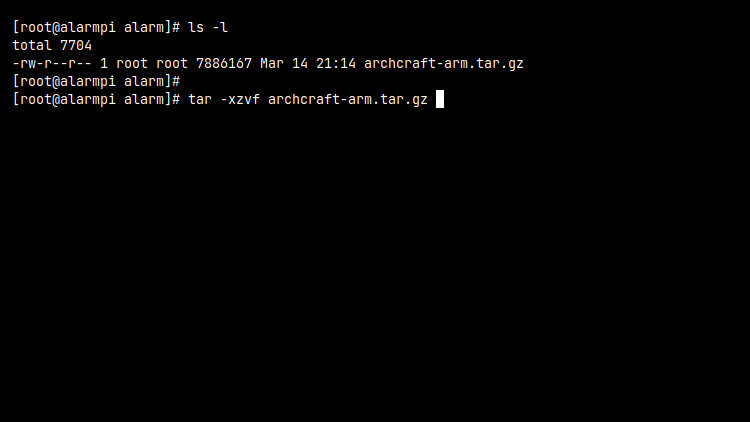 [root@alarmpi alarm]# ls -l
total 7704
-rw-r--r-- 1 root root 7886167 Mar 14 21:14 archcraft-arm.tar.gz
[root@alarmpi alarm]#
[root@alarmpi alarm]# tar -xzvf archcraft-arm.tar.gz